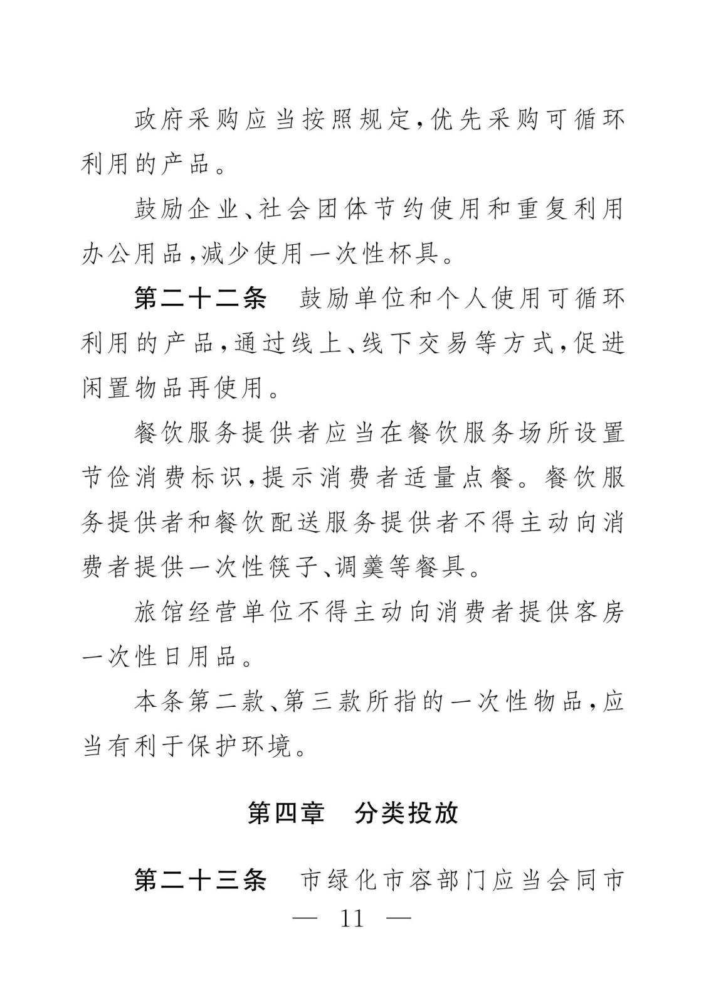 政府采购应当按照规定,优先采购可循环
利用的产品。
鼓励企业、社会团体节约使用和重复利用
办公用品,减少使用一次性杯具。
第二十二条　鼓励单位和个人使用可循环
利用的产品,通过线上、线下交易等方式,促进
闲置物品再使用。
餐饮服务提供者应当在餐饮服务场所设置
节俭消费标识,提示消费者适量点餐。餐饮服
务提供者和餐饮配送服务提供者不得主动向消
费者提供一次性筷子、调羹等餐具。
旅馆经营单位不得主动向消费者提供客房
一次性日用品。
本条第二款、第三款所指的一次性物品,应
当有利于保护环境。
第四章　分类投放
第二十三条　市绿化市容部门应当会同市
— 11 —